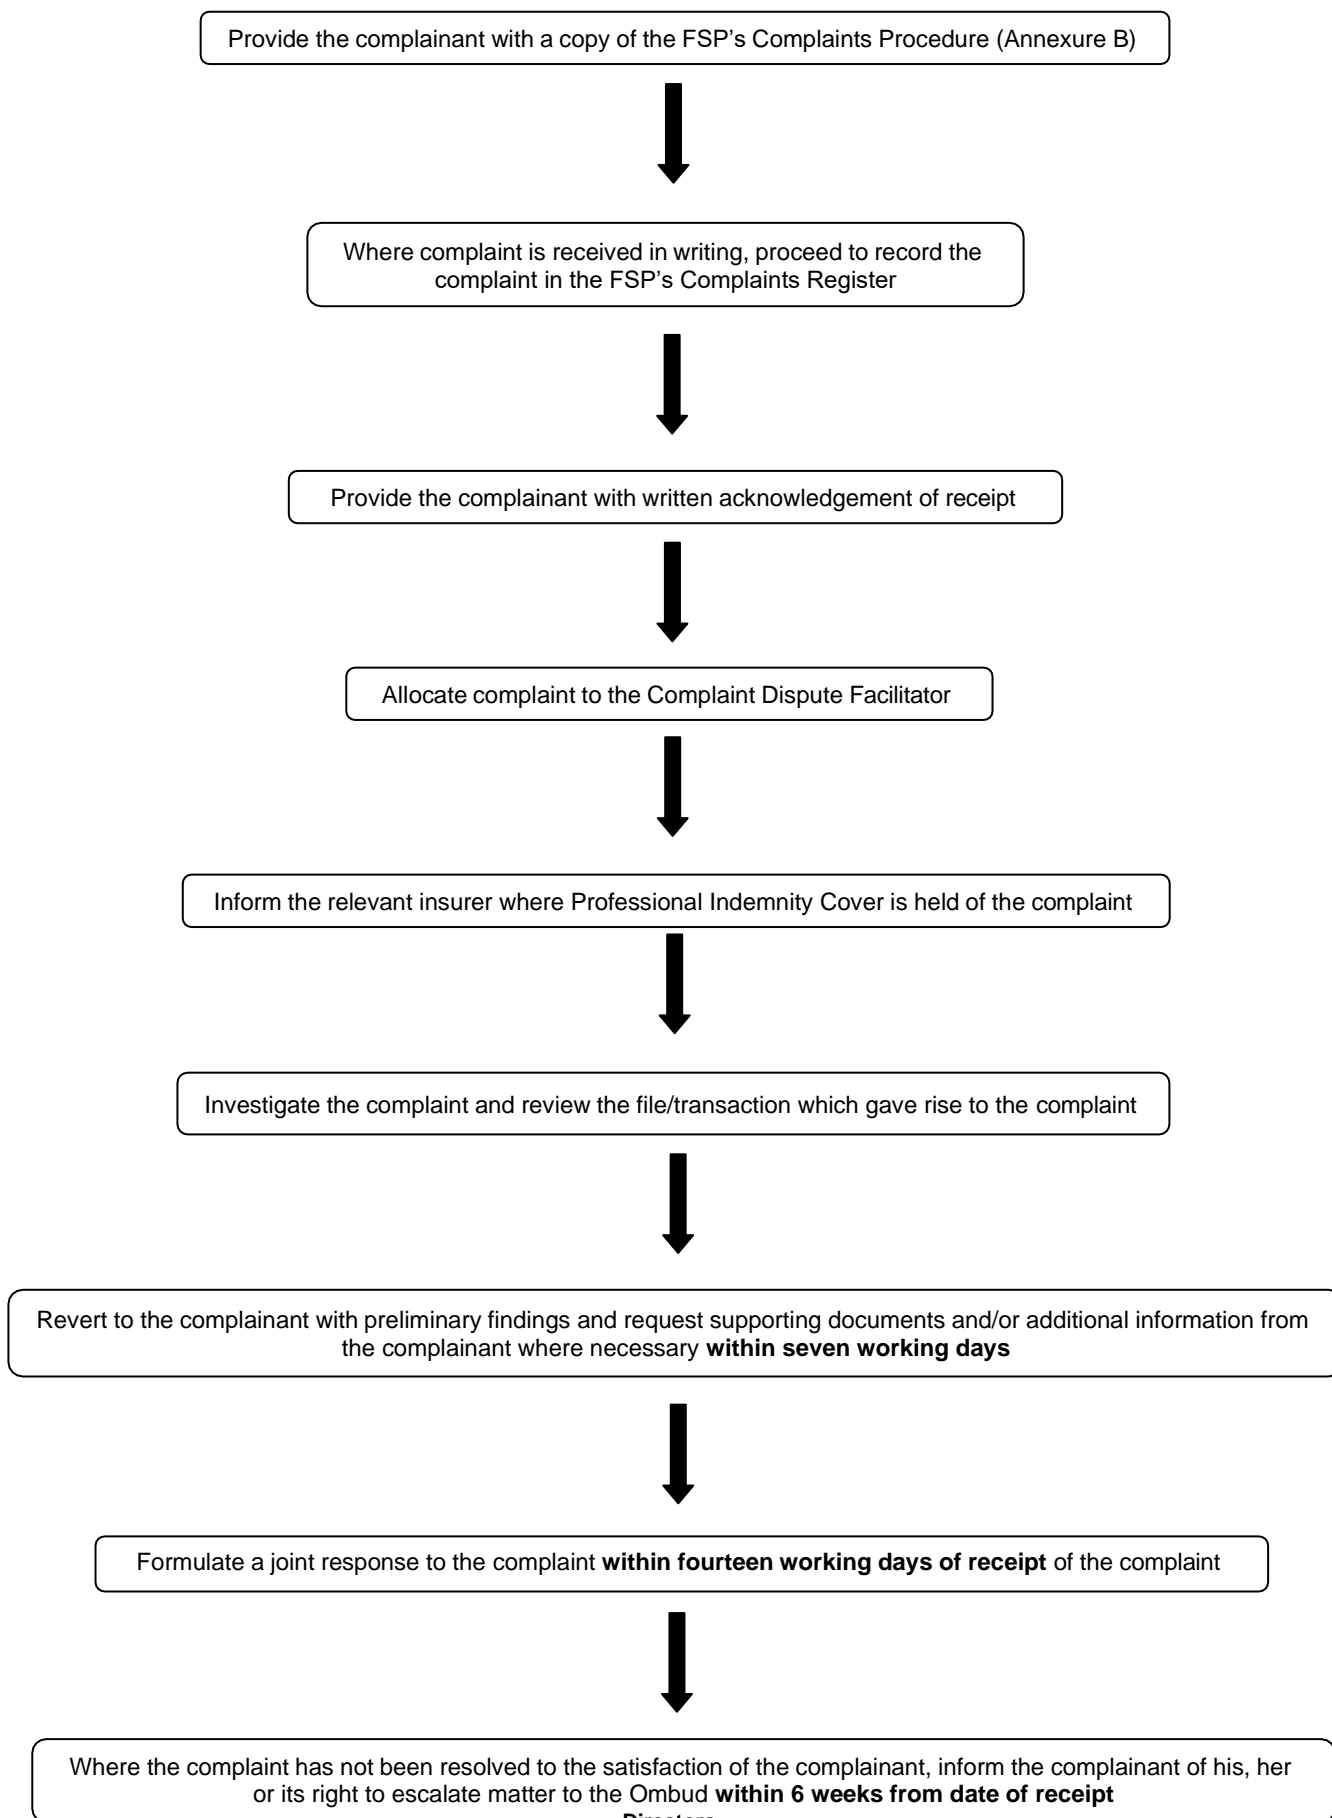 Provide the complainant with a copy of the FSP’s Complaints Procedure (Annexure B)
Where complaint is received in writing, proceed to record the
complaint in the FSP’s Complaints Register
Provide the complainant with written acknowledgement of receipt
Allocate complaint to the Complaint Dispute Facilitator
Inform the relevant insurer where Professional Indemnity Cover is held of the complaint
Investigate the complaint and review the file/transaction which gave rise to the complaint
Revert to the complainant with preliminary findings and request supporting documents and/or additional information from
the complainant where necessary within seven working days
Formulate a joint response to the complaint within fourteen working days of receipt of the complaint
Where the complaint has not been resolved to the satisfaction of the complainant, inform the complainant of his, her
or its right to escalate matter to the Ombud within 6 weeks from date of receipt
Directors